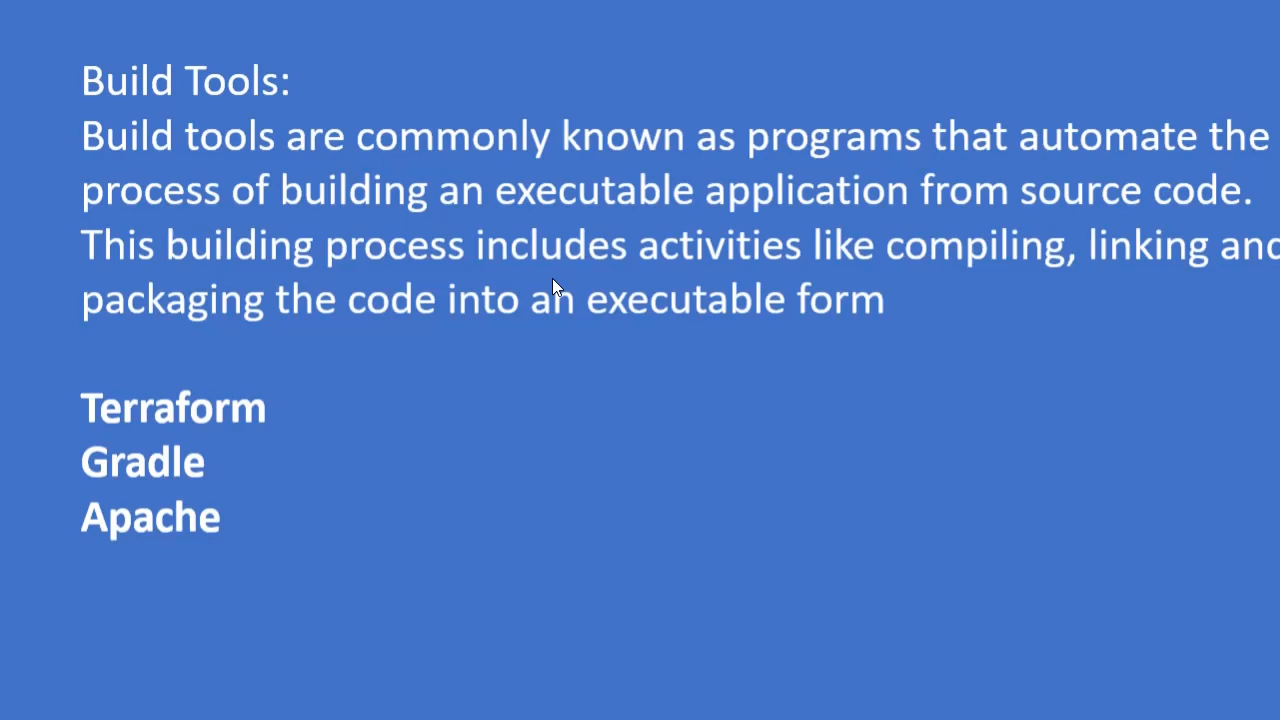 Build Tools:
Build tools are commonly known as programs that automate the
process of building an executable application from source code.
This building process includes activities like compiling, linking and
packaging the code into an executable form
Terraform
Gradle
Apache